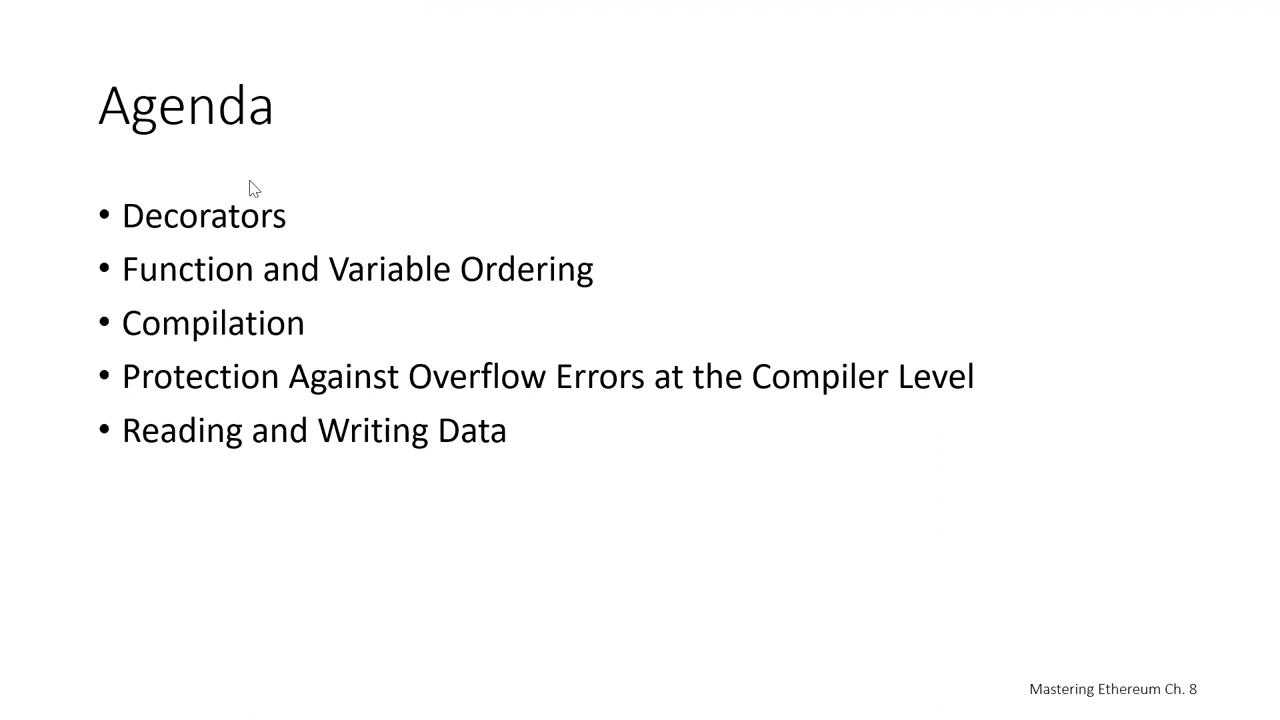 Agenda
• Decorators
• Function and Variable Ordering
• Compilation
• Protection Against Overflow Errors at the Compiler Level
• Reading and Writing Data
Mastering Ethereum Ch. 8